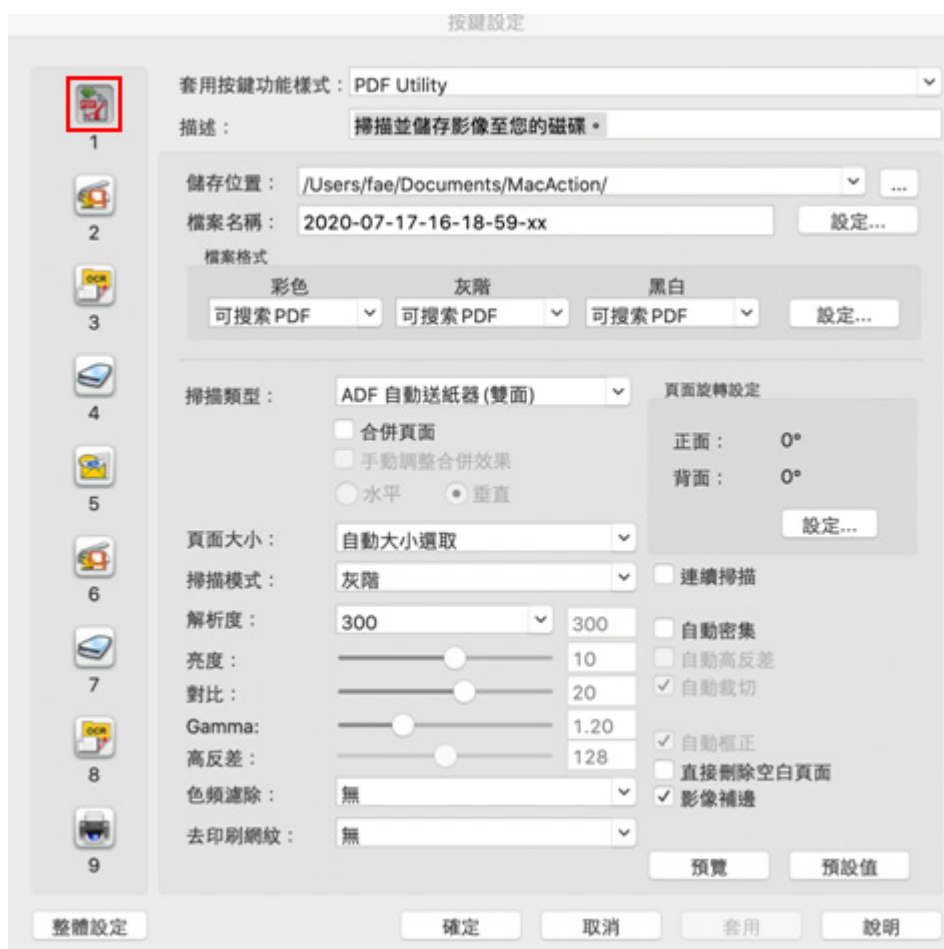 按鍵設定
套用按鍵功能樣式： PDF Utility
描述： 掃描並儲存影像至您的磁碟。
儲存位置： /Users/fae/Documents/MacAction/ ...
檔案名稱： 2020-07-17-16-18-59-xx 設定...
檔案格式
彩色 灰階 黑白
可搜索 PDF 可搜索 PDF 可搜索 PDF 設定...
掃描類型： ADF 自動送紙器 (雙面)
合併頁面
手動調整合併效果
水平 垂直
頁面旋轉設定
正面： 0°
背面： 0°
設定...
頁面大小： 自動大小選取
掃描模式： 灰階
連續掃描
解析度： 300 300
自動密集
亮度： 10
自動高反差
對比： 20
自動裁切
Gamma: 1.20
自動框正
高反差： 128
直接刪除空白頁面
色頻濾除： 無
影像補邊
去印刷網紋： 無
預覽 預設值
1
2
OCR
3
4
5
6
7
OCR
8
9
整體設定 確定 取消 套用 說明